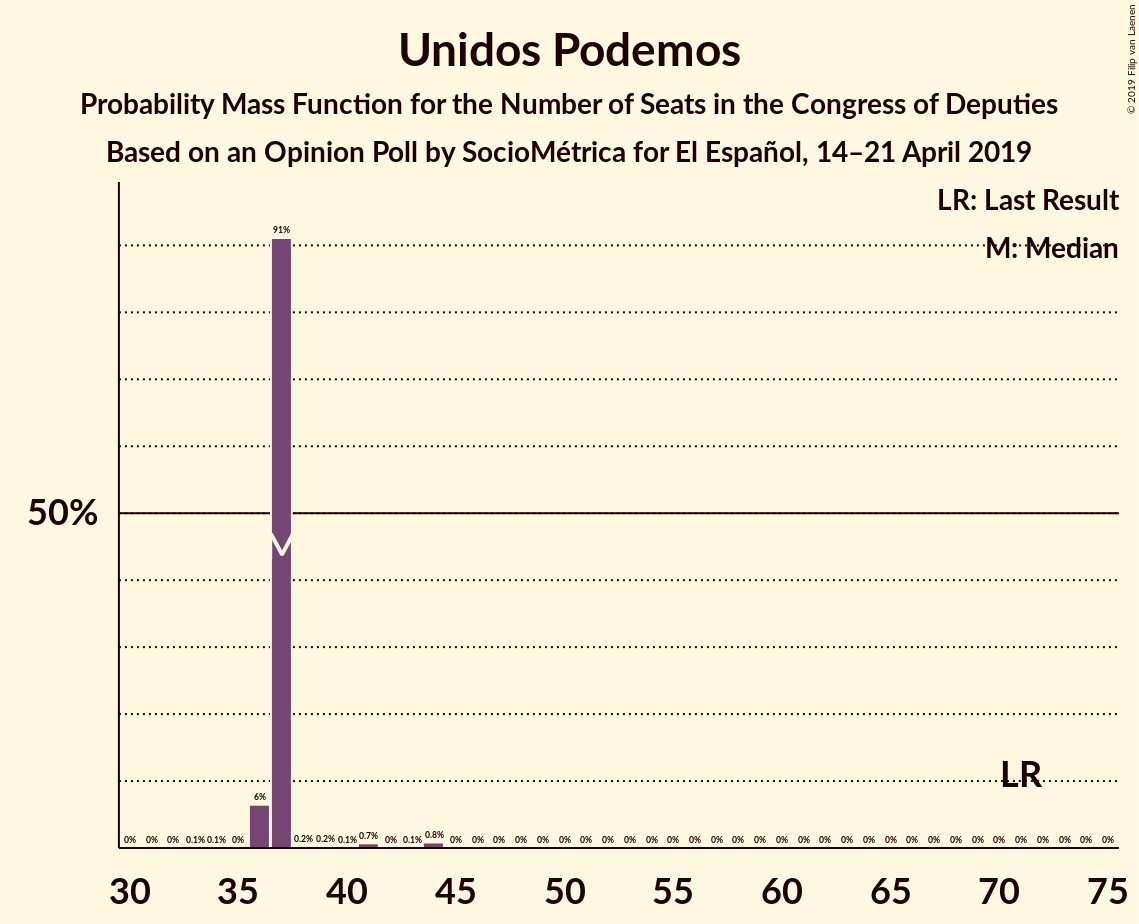 Unidos Podemos
Probability Mass Function for the Number of Seats in the Congress of Deputies
Based on an Opinion Poll by SocioMétrica for El Español, 14–21 April 2019
© 2019 Filip van Laenen
LR: Last Result
M: Median
91%
50%
LR
6%
0% 0% 0% 0.1% 0.1% 0% 0.2% 0.2% 0.1% 0.7% 0% 0.1% 0.8% 0% 0% 0% 0% 0% 0% 0% 0% 0% 0% 0% 0% 0% 0% 0% 0% 0% 0% 0% 0% 0% 0% 0% 0% 0% 0% 0% 0% 0% 0% 0%
30 35 40 45 50 55 60 65 70 75